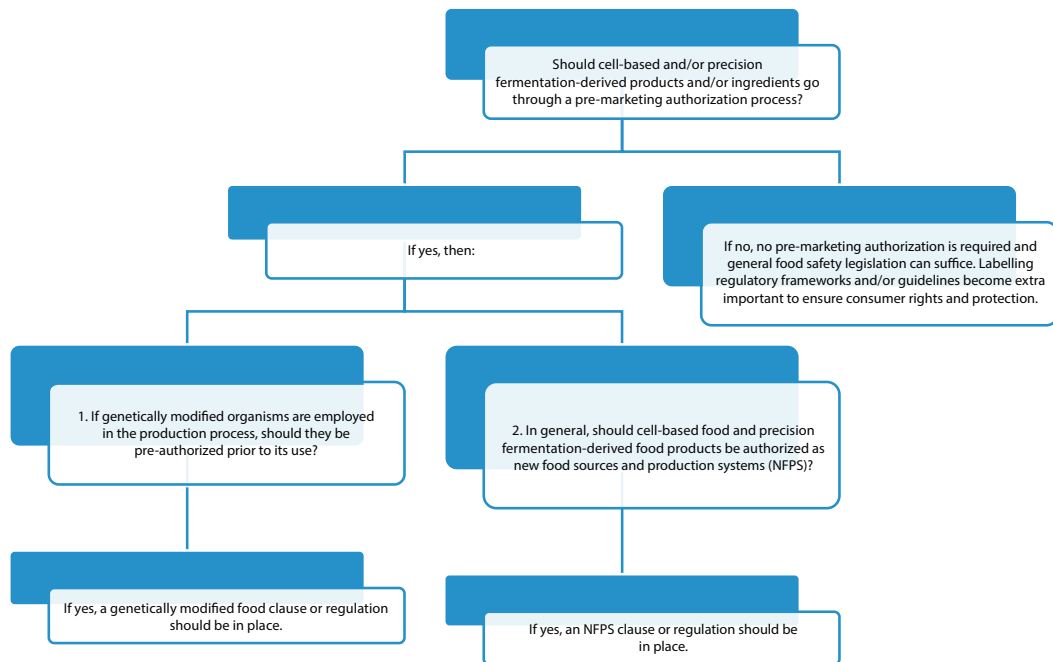 Should cell-based and/or precision
fermentation-derived products and/or ingredients go
through a pre-marketing authorization process?
If yes, then:
If no, no pre-marketing authorization is required and
general food safety legislation can suffice. Labelling
regulatory frameworks and/or guidelines become extra
important to ensure consumer rights and protection.
1. If genetically modified organisms are employed
in the production process, should they be
pre-authorized prior to its use?
2. In general, should cell-based food and precision
fermentation-derived food products be authorized as
new food sources and production systems (NFPS)?
If yes, a genetically modified food clause or regulation
should be in place.
If yes, an NFPS clause or regulation should be
in place.